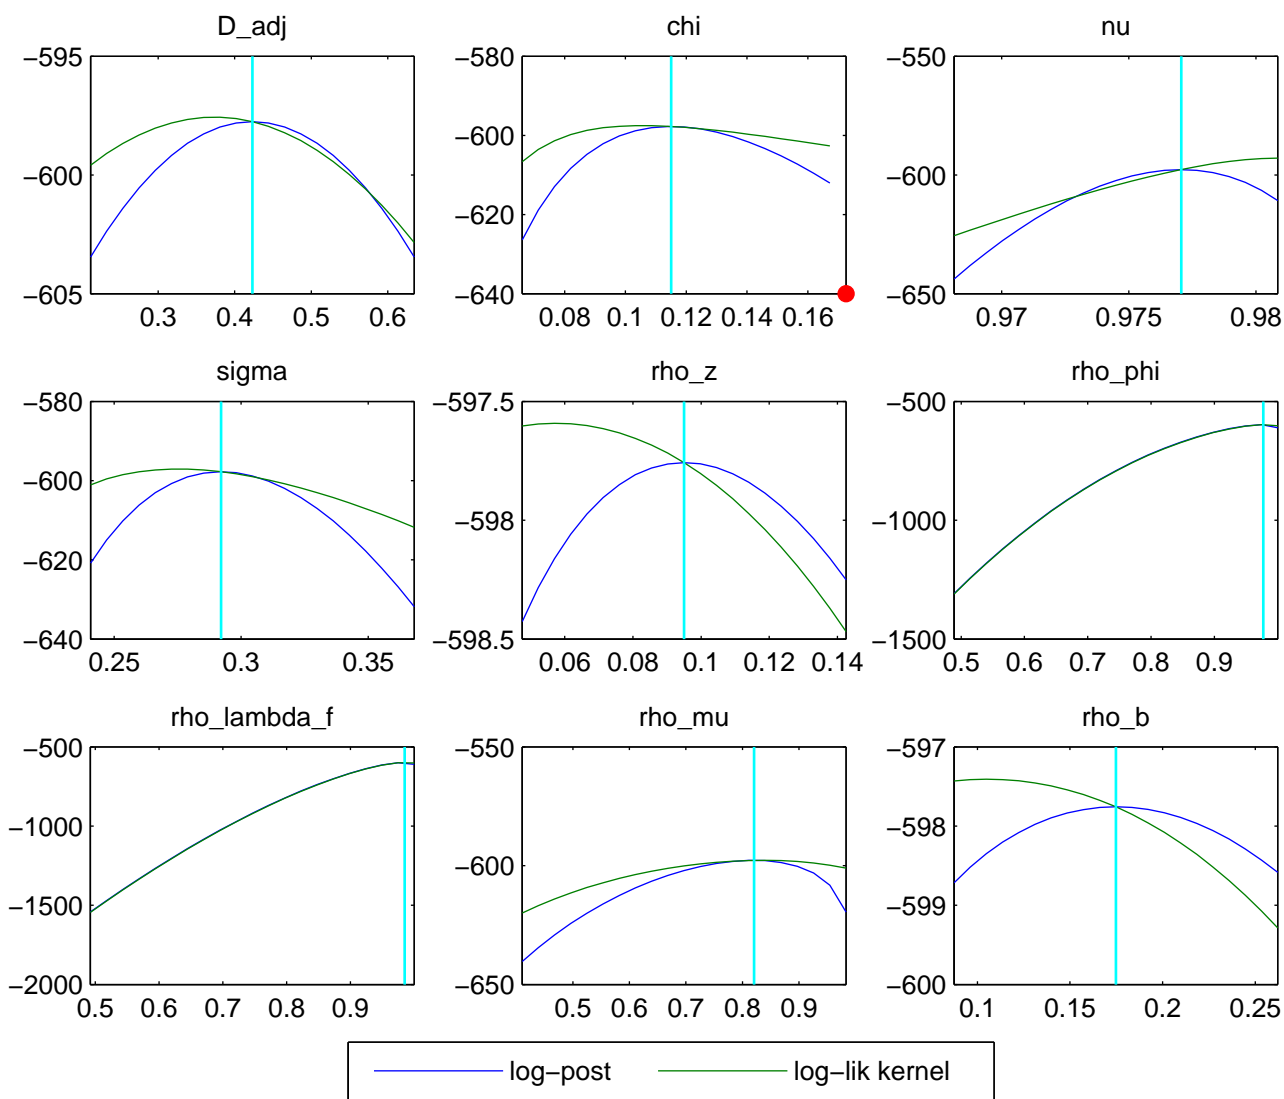 D_adj chi nu
−595 −580 −550
−600 −600 −600
−620
−605 −640 −650
0.3 0.4 0.5 0.6 0.08 0.1 0.12 0.14 0.16 0.97 0.975 0.98
sigma rho_z rho_phi
−580 −597.5 −500
−600 −598 −1000
−620
−640 −598.5 −1500
0.25 0.3 0.35 0.06 0.08 0.1 0.12 0.14 0.5 0.6 0.7 0.8 0.9
rho_lambda_f rho_mu rho_b
−500 −550 −597
−1000 −600 −598
−1500 −599
−2000 −650 −600
0.5 0.6 0.7 0.8 0.9 0.5 0.6 0.7 0.8 0.9 0.1 0.15 0.2 0.25
log−post log−lik kernel